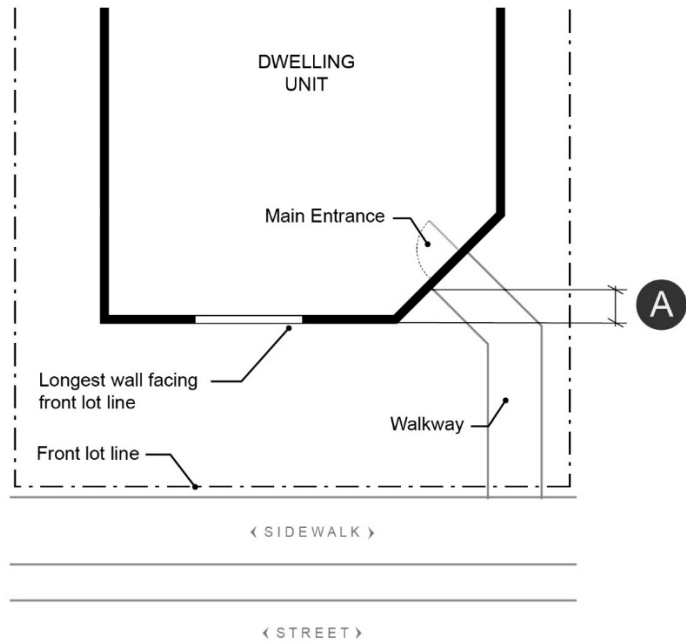 DWELLING
UNIT
Main Entrance
A
Longest wall facing
front lot line
Walkway
Front lot line
SIDEWALK
STREET